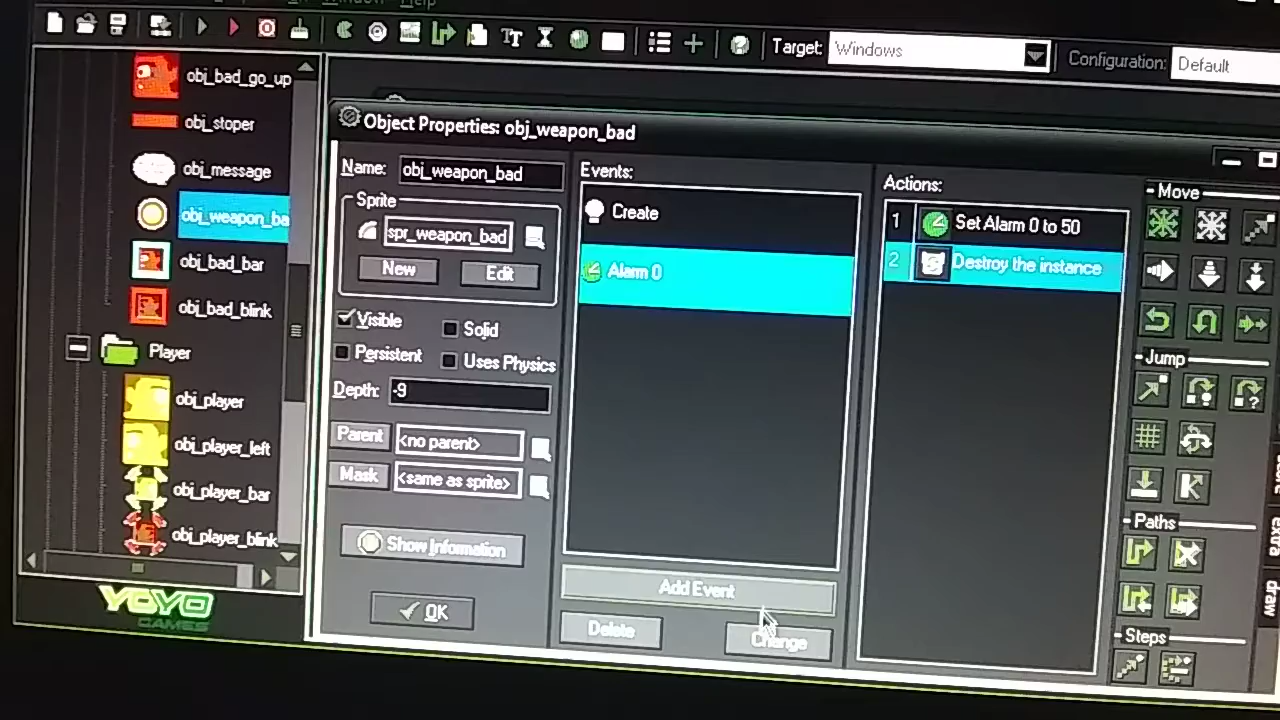 Window Help
Target: Windows
Configuration: Default
obj_bad_go_up
obj_stoper
obj_message
obj_weapon_ba
obj_bad_bar
obj_bad_blink
Player
obj_player
obj_player_left
obj_player_bar
obj_player_blink
YOYO
GAMES
Object Properties: obj_weapon_bad
Name: obj_weapon_bad
Sprite
spr_weapon_bad
New Edit
Visible Solid
Persistent Uses Physics
Depth: -9
Parent <no parent>
Mask <same as sprite>
Show Information
OK
Events:
Create
Alarm 0
Add Event
Delete Change
Actions:
1 Set Alarm 0 to 50
2 Destroy the instance
Move
Jump
Paths
Steps
extra
draw